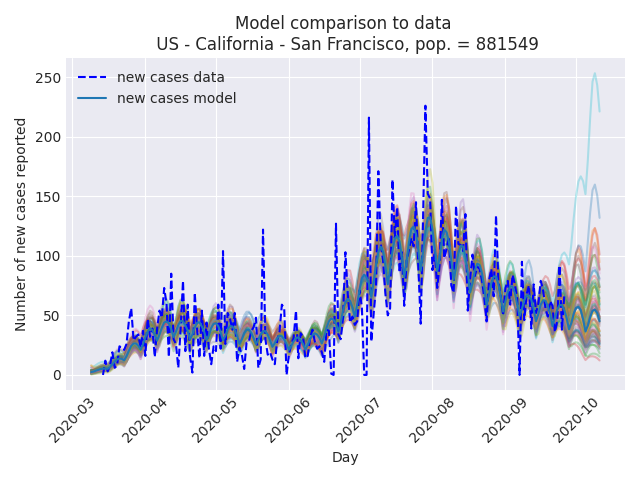 Model comparison to data
US - California - San Francisco, pop. = 881549
new cases data
new cases model
Number of new cases reported
250
200
150
100
50
0
2020-03
2020-04
2020-05
2020-06
2020-07
2020-08
2020-09
2020-10
Day